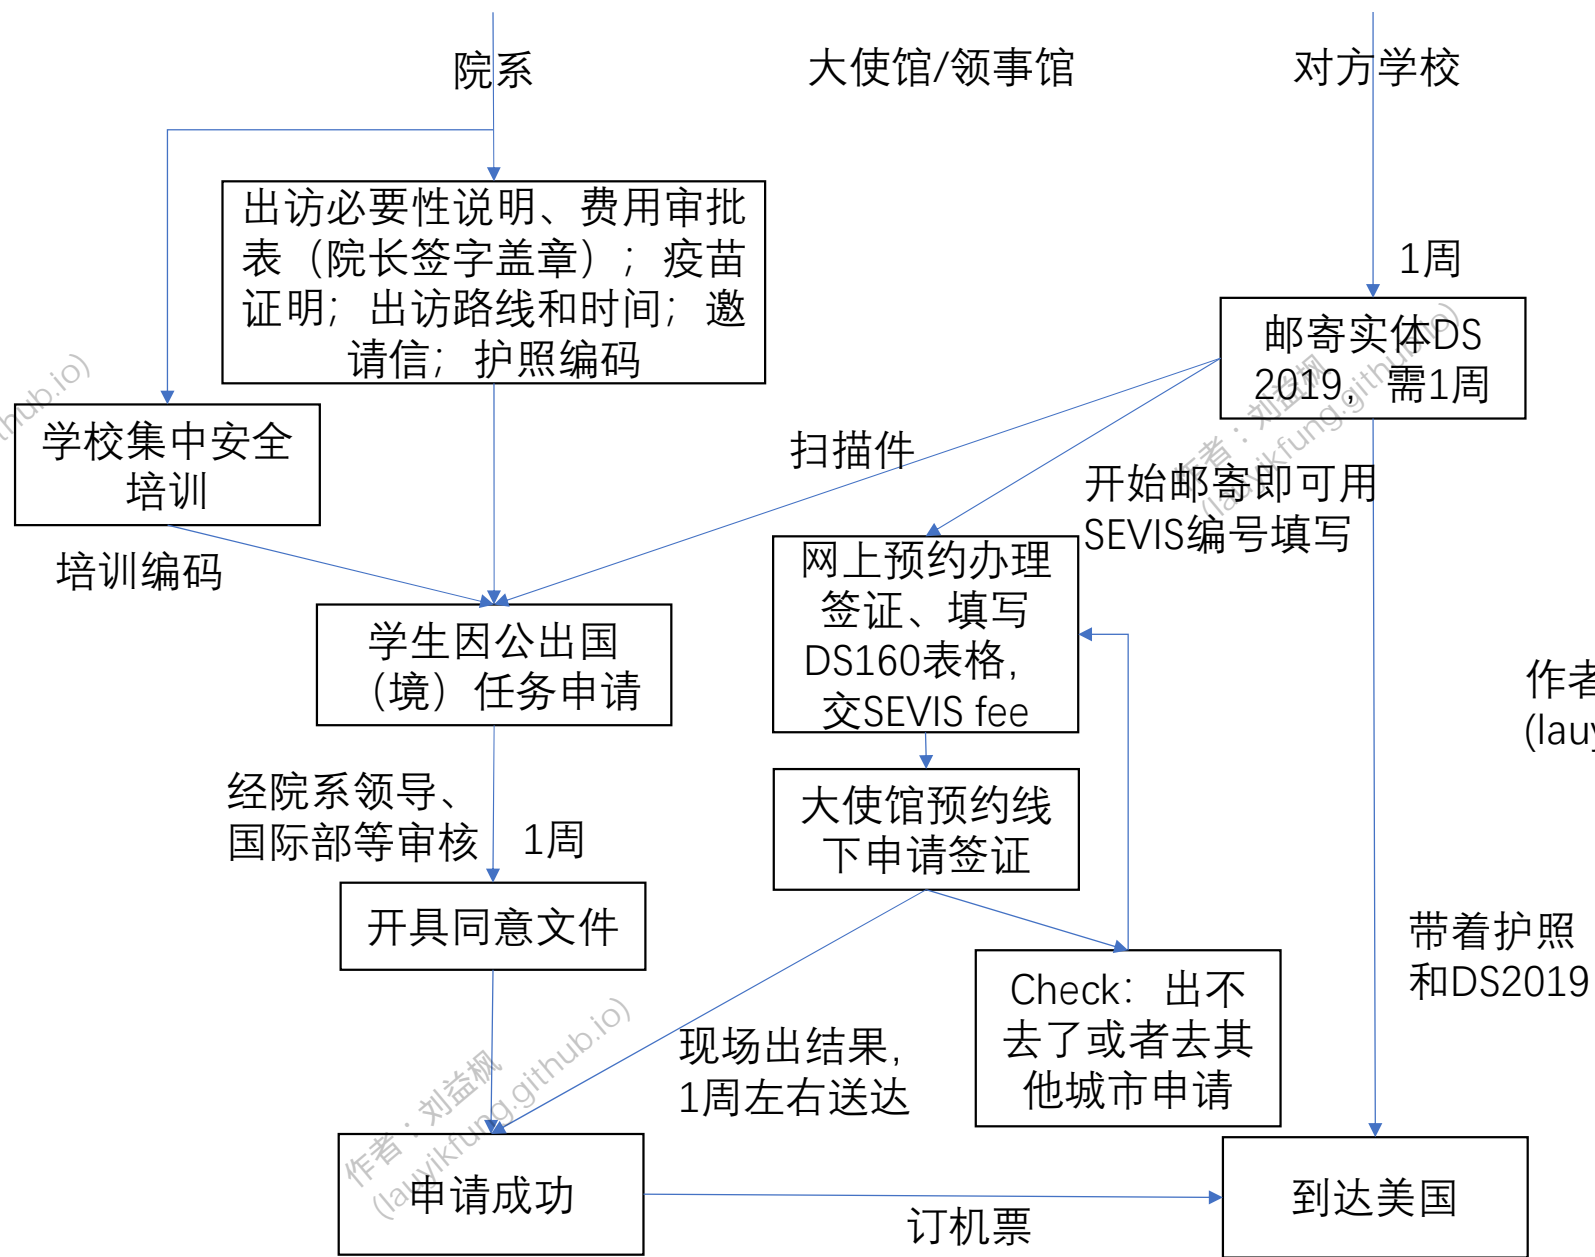 院系
大使馆/领事馆
对方学校
出访必要性说明、费用审批
表（院长签字盖章）；疫苗
证明；出访路线和时间；邀
请信；护照编码
1周
邮寄实体DS
2019，需1周
学校集中安全
培训
扫描件
开始邮寄即可用
SEVIS编号填写
培训编码
网上预约办理
签证、填写
DS160表格，
交SEVIS fee
学生因公出国
（境）任务申请
经院系领导、
国际部等审核
1周
大使馆预约线
下申请签证
开具同意文件
带着护照
和DS2019
Check：出不
去了或者去其
他城市申请
现场出结果，
1周左右送达
申请成功
订机票
到达美国
作者：刘益枫
(lauyikfung.github.io)
作者：刘益枫
(lauyikfung.github.io)
thub.io)
作者
(lauy